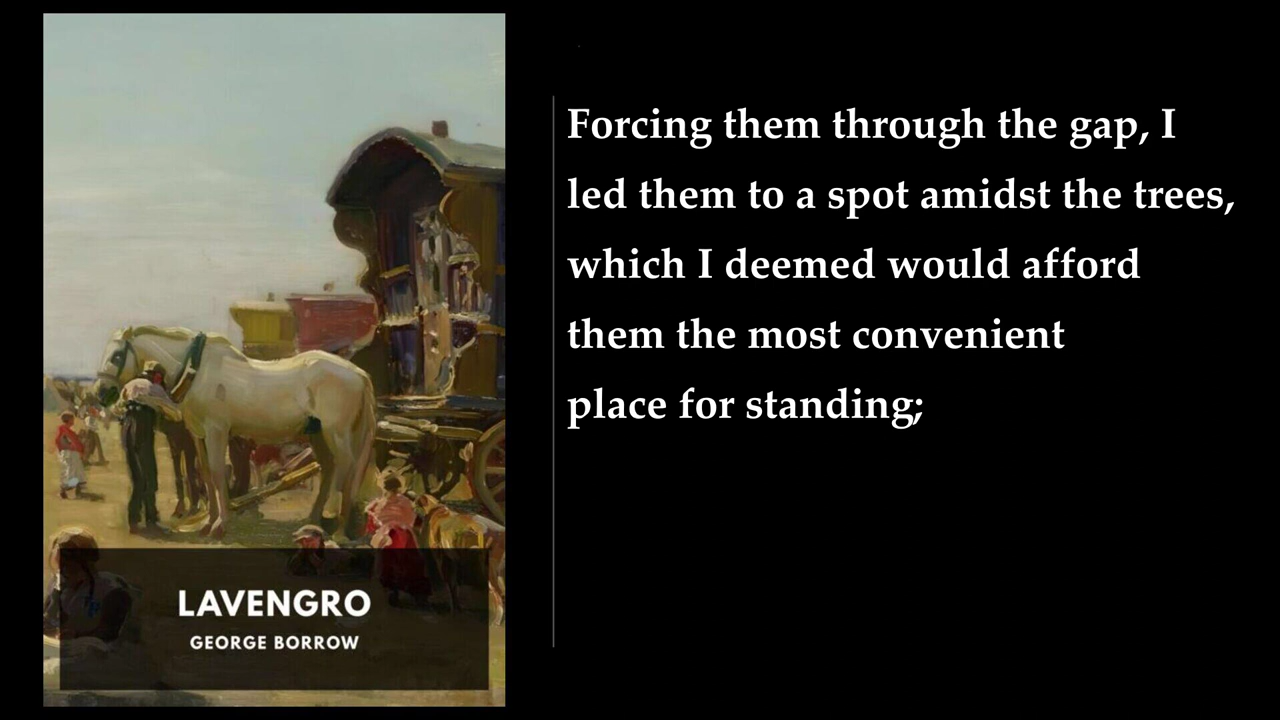 LAVENGRO
GEORGE BORROW
Forcing them through the gap, I
led them to a spot amidst the trees,
which I deemed would afford
them the most convenient
place for standing;